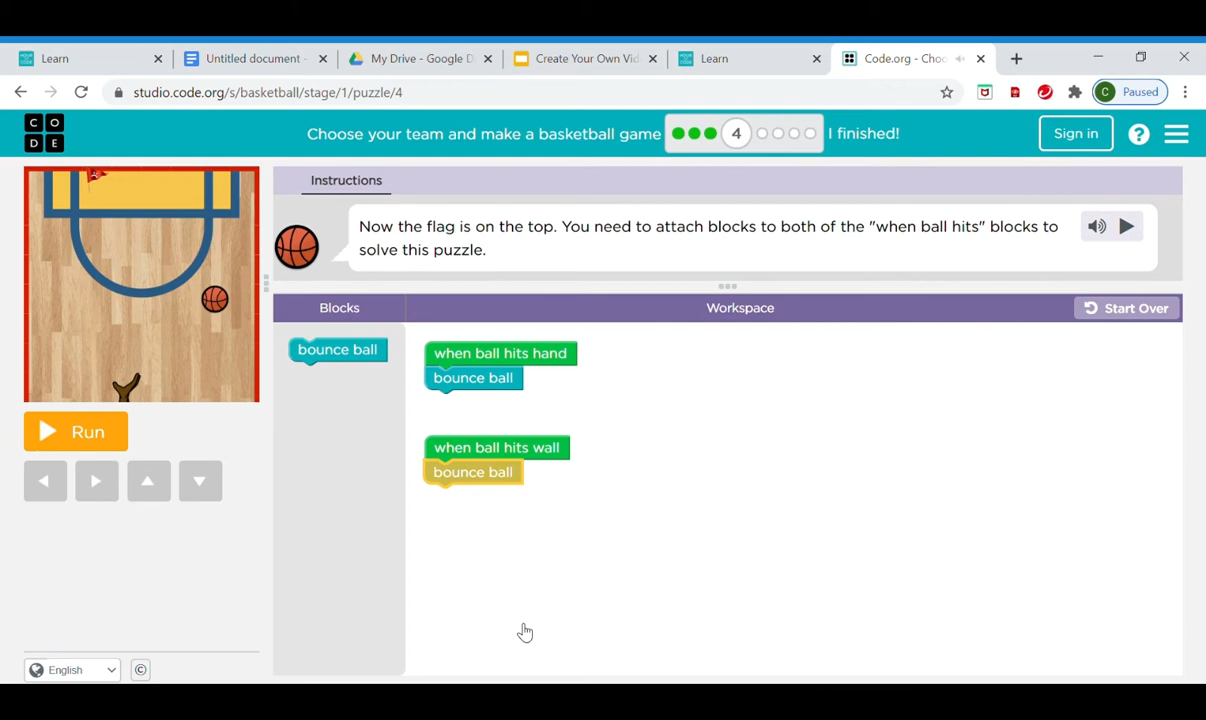 Learn
Untitled document -
My Drive - Google D
Create Your Own Vid
Learn
Code.org - Choo
studio.code.org/s/basketball/stage/1/puzzle/4
C
Paused
C O
D E
Choose your team and make a basketball game
4
I finished!
Sign in
?
Instructions
Now the flag is on the top. You need to attach blocks to both of the "when ball hits" blocks to
solve this puzzle.
Blocks
Workspace
Start Over
bounce ball
when ball hits hand
bounce ball
when ball hits wall
bounce ball
Run
English
©